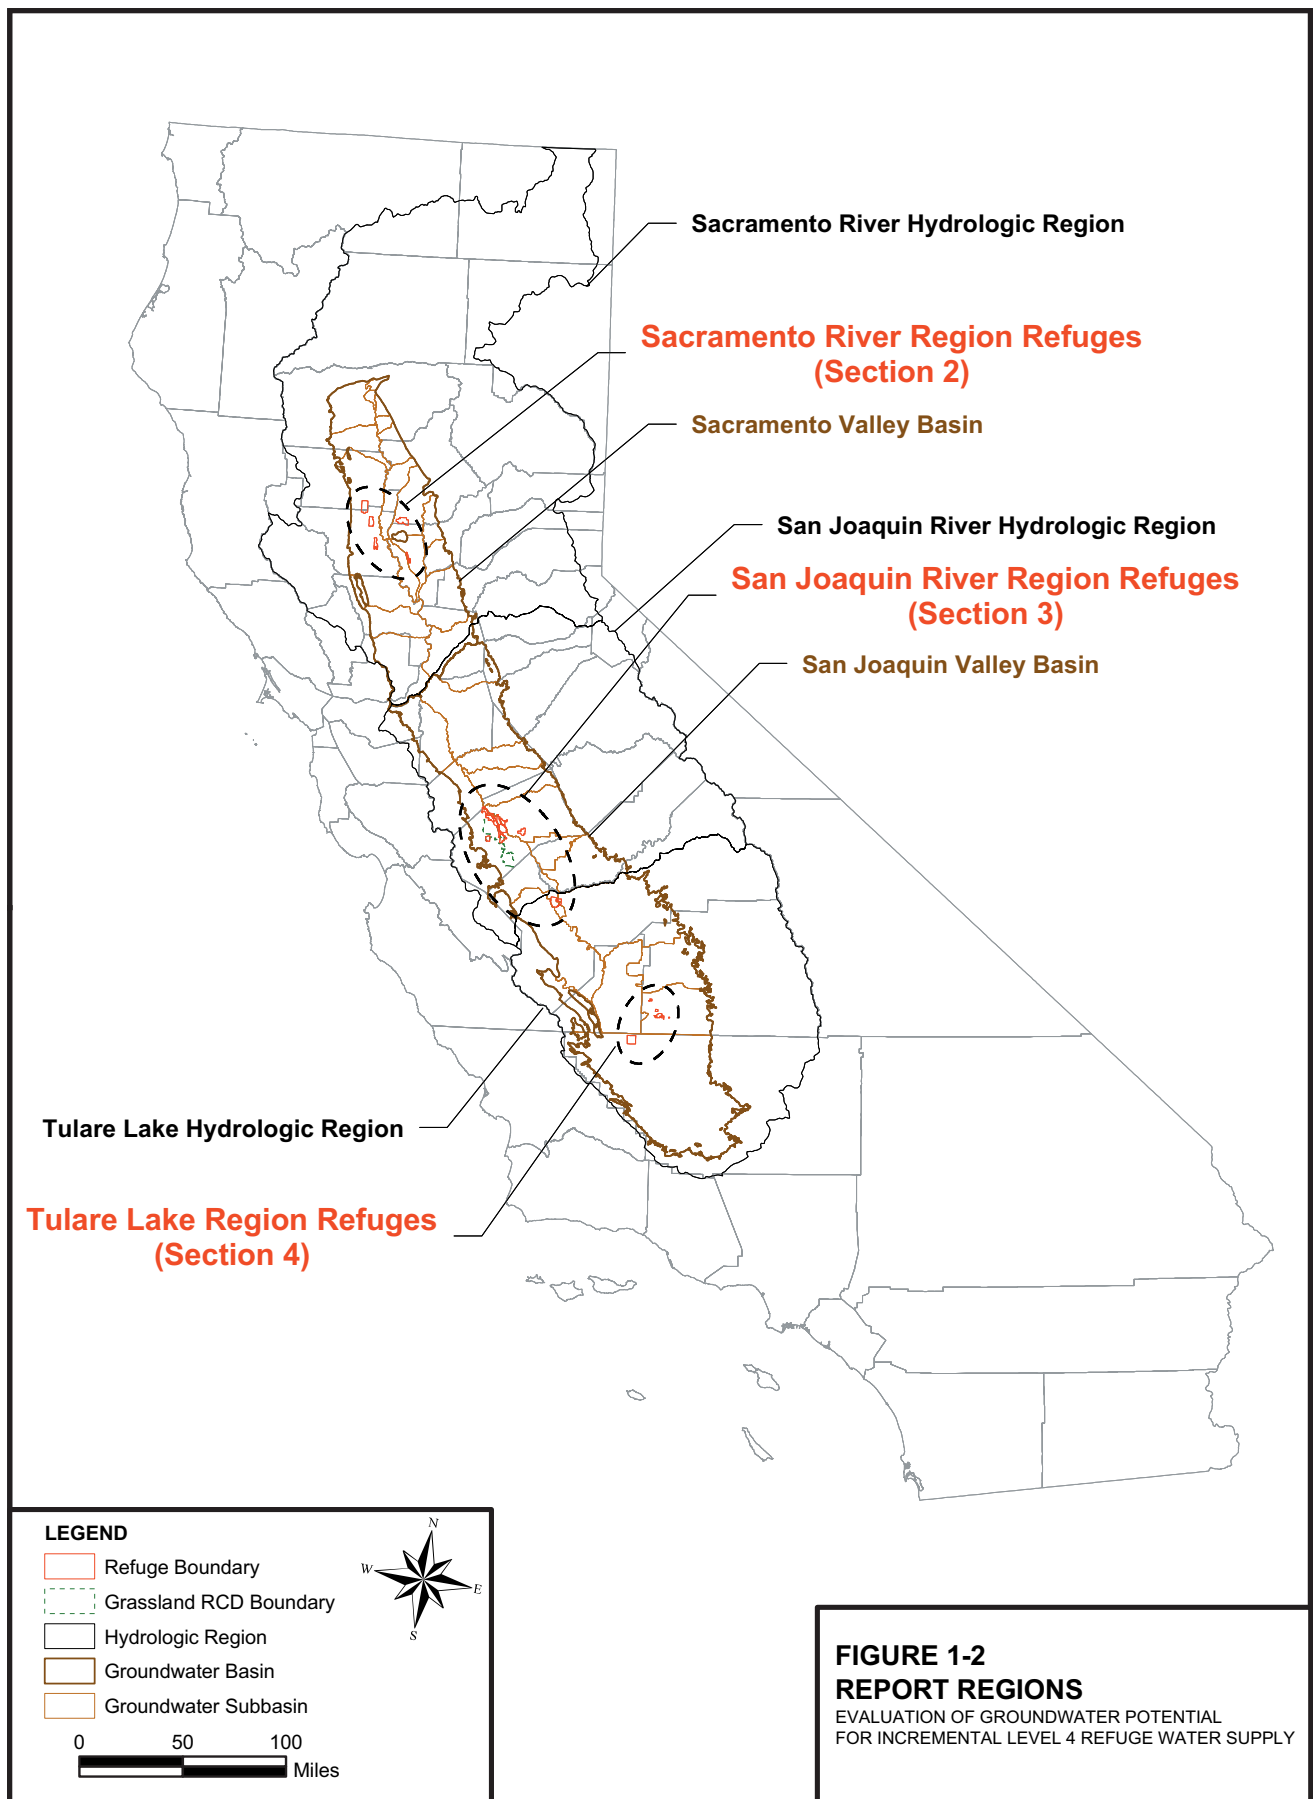 Sacramento River Hydrologic Region
Sacramento River Region Refuges
(Section 2)
Sacramento Valley Basin
San Joaquin River Hydrologic Region
San Joaquin River Region Refuges
(Section 3)
San Joaquin Valley Basin
Tulare Lake Hydrologic Region
Tulare Lake Region Refuges
(Section 4)
LEGEND
Refuge Boundary
Grassland RCD Boundary
Hydrologic Region
Groundwater Basin
Groundwater Subbasin
0 50 100
Miles
N
W
E
S
FIGURE 1-2
REPORT REGIONS
EVALUATION OF GROUNDWATER POTENTIAL
FOR INCREMENTAL LEVEL 4 REFUGE WATER SUPPLY